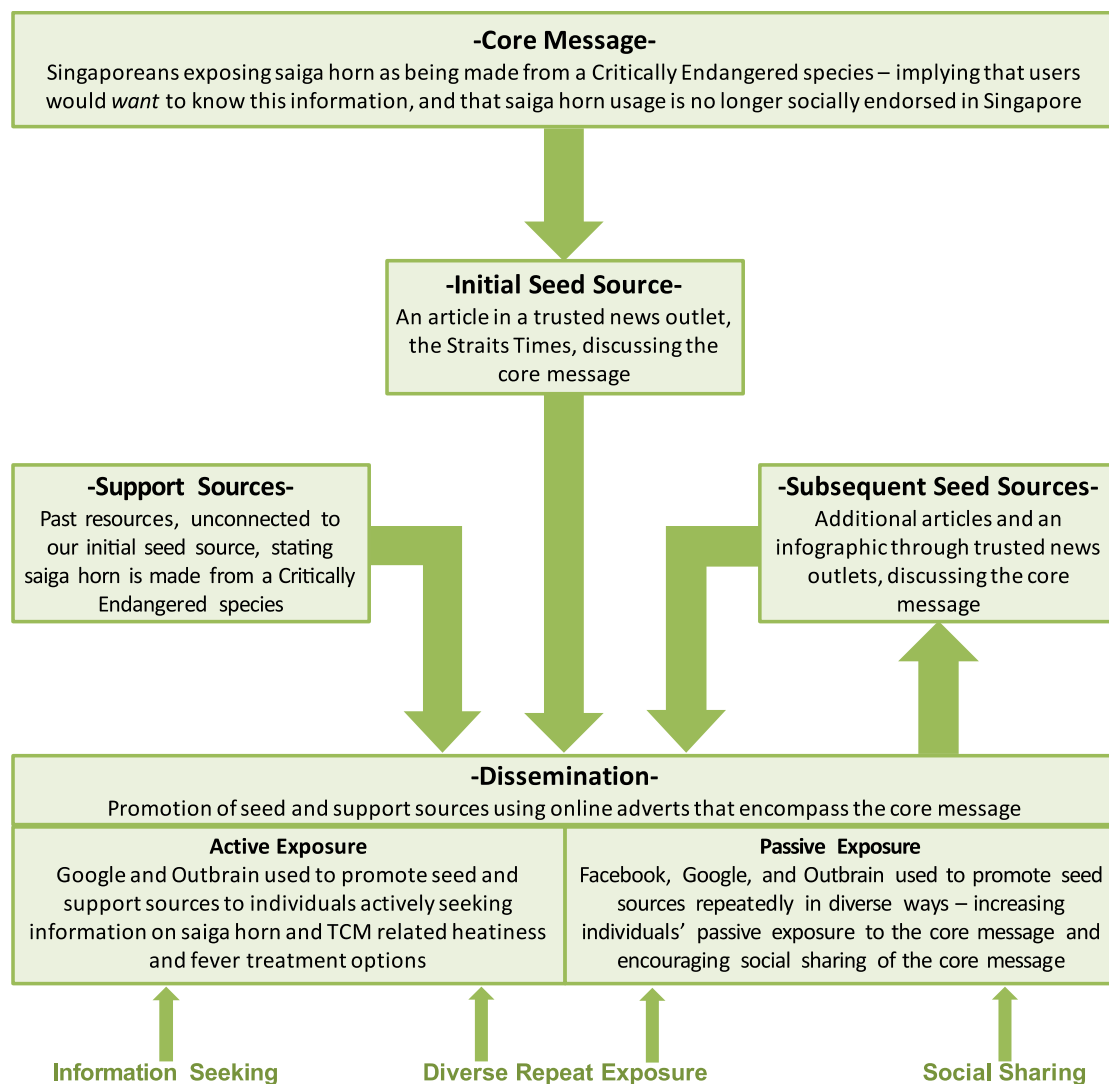 -Core Message-
Singaporeans exposing saiga horn as being made from a Critically Endangered species – implying that users
would want to know this information, and that saiga horn usage is no longer socially endorsed in Singapore
-Initial Seed Source-
An article in a trusted news outlet,
the Straits Times, discussing the
core message
-Support Sources-
Past resources, unconnected to
our initial seed source, stating
saiga horn is made from a Critically
Endangered species
-Subsequent Seed Sources-
Additional articles and an
infographic through trusted news
outlets, discussing the core
message
-Dissemination-
Promotion of seed and support sources using online adverts that encompass the core message
Active Exposure
Google and Outbrain used to promote seed and
support sources to individuals actively seeking
information on saiga horn and TCM related heatiness
and fever treatment options
Passive Exposure
Facebook, Google, and Outbrain used to promote seed
sources repeatedly in diverse ways – increasing
individuals’ passive exposure to the core message and
encouraging social sharing of the core message
Information Seeking
Diverse Repeat Exposure
Social Sharing